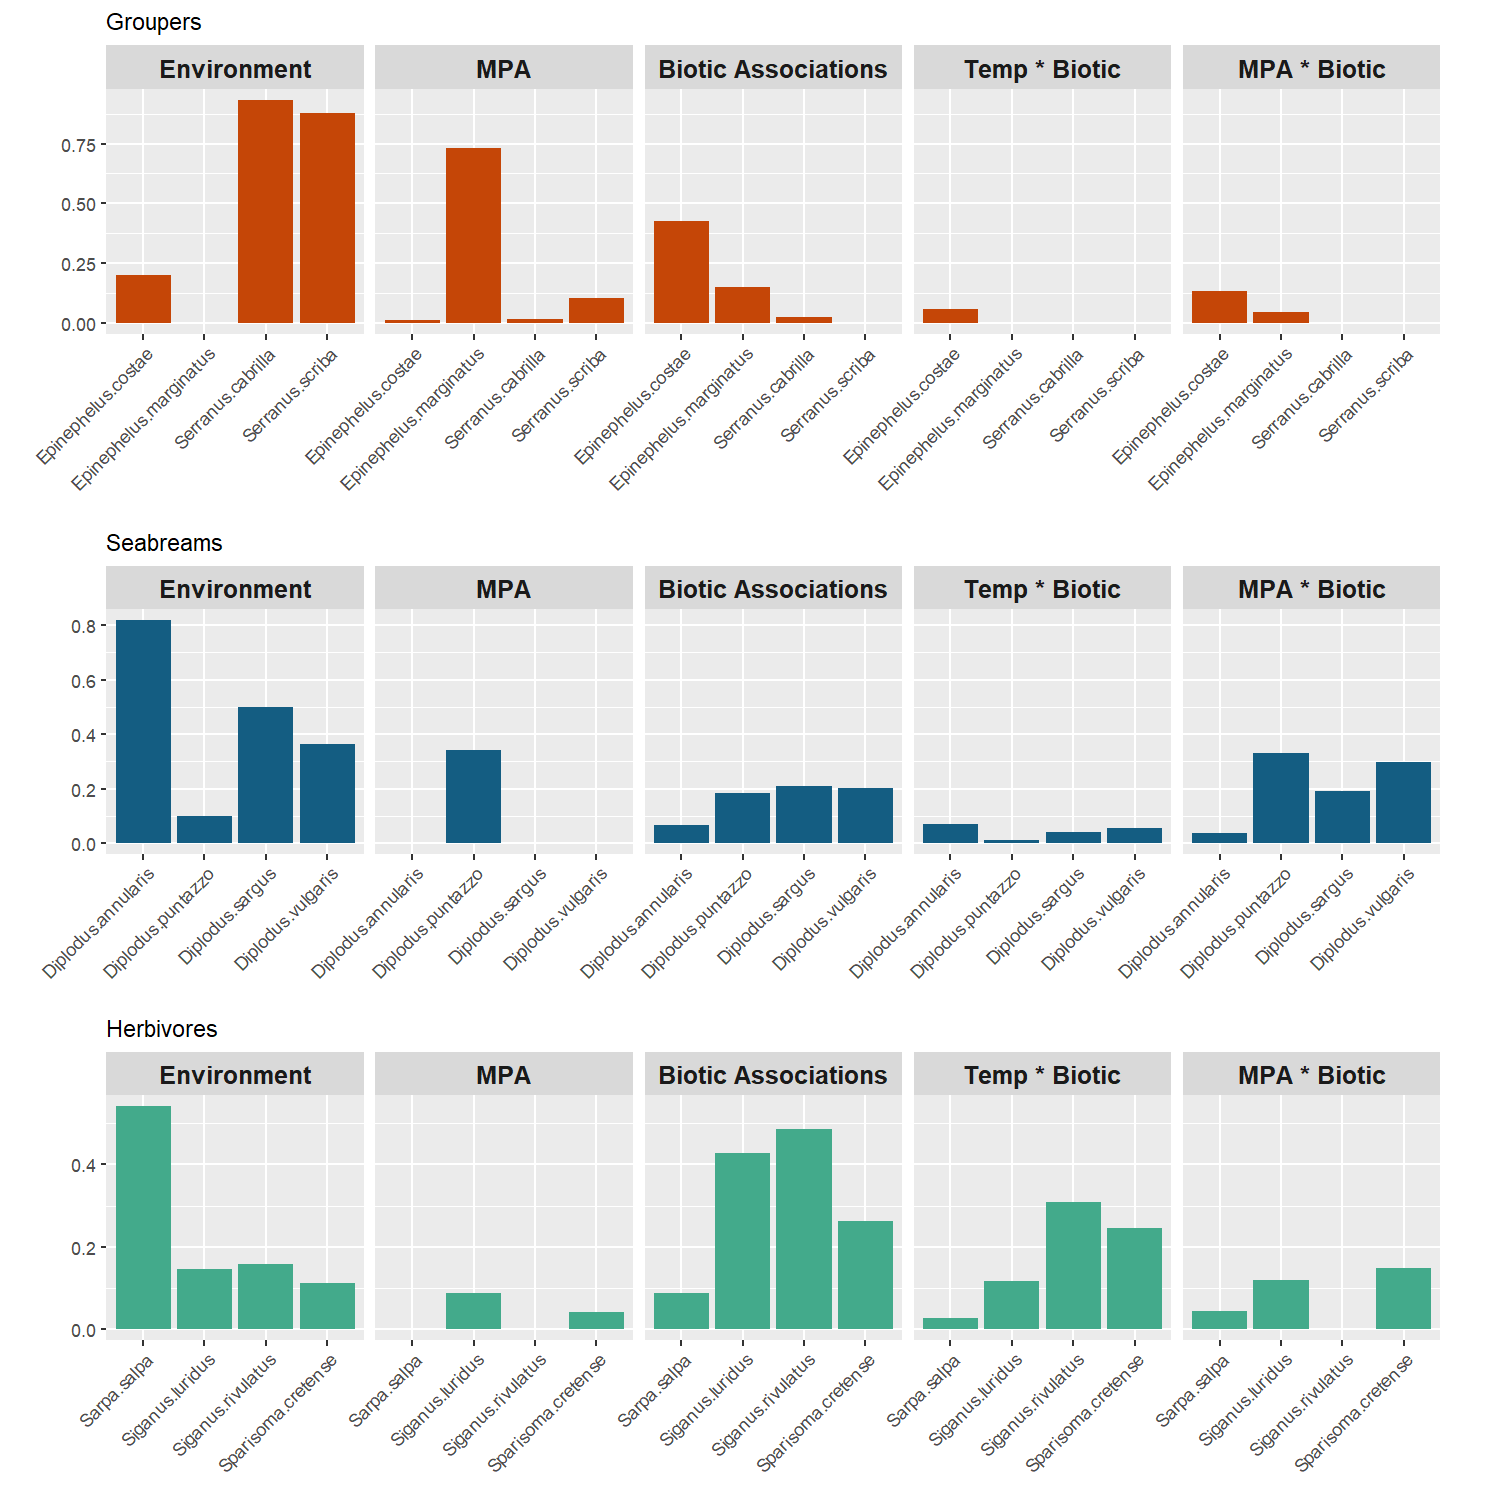 Groupers
Environment MPA Biotic Associations Temp * Biotic MPA * Biotic
0.75
0.50
0.25
0.00
Epinephelus.costae Epinephelus.marginatus Serranus.cabrilla Serranus.scriba Epinephelus.costae Epinephelus.marginatus Serranus.cabrilla Serranus.scriba Epinephelus.costae Epinephelus.marginatus Serranus.cabrilla Serranus.scriba Epinephelus.costae Epinephelus.marginatus Serranus.cabrilla Serranus.scriba Epinephelus.costae Epinephelus.marginatus Serranus.cabrilla Serranus.scriba
Seabreams
Environment MPA Biotic Associations Temp * Biotic MPA * Biotic
0.8
0.6
0.4
0.2
0.0
Diplodus.annularis Diplodus.puntazzo Diplodus.sargus Diplodus.vulgaris Diplodus.annularis Diplodus.puntazzo Diplodus.sargus Diplodus.vulgaris Diplodus.annularis Diplodus.puntazzo Diplodus.sargus Diplodus.vulgaris Diplodus.annularis Diplodus.puntazzo Diplodus.sargus Diplodus.vulgaris Diplodus.annularis Diplodus.puntazzo Diplodus.sargus Diplodus.vulgaris
Herbivores
Environment MPA Biotic Associations Temp * Biotic MPA * Biotic
0.4
0.2
0.0
Sarpa.salpa Siganus.luridus Siganus.rivulatus Sparisoma.cretense Sarpa.salpa Siganus.luridus Siganus.rivulatus Sparisoma.cretense Sarpa.salpa Siganus.luridus Siganus.rivulatus Sparisoma.cretense Sarpa.salpa Siganus.luridus Siganus.rivulatus Sparisoma.cretense Sarpa.salpa Siganus.luridus Siganus.rivulatus Sparisoma.cretense